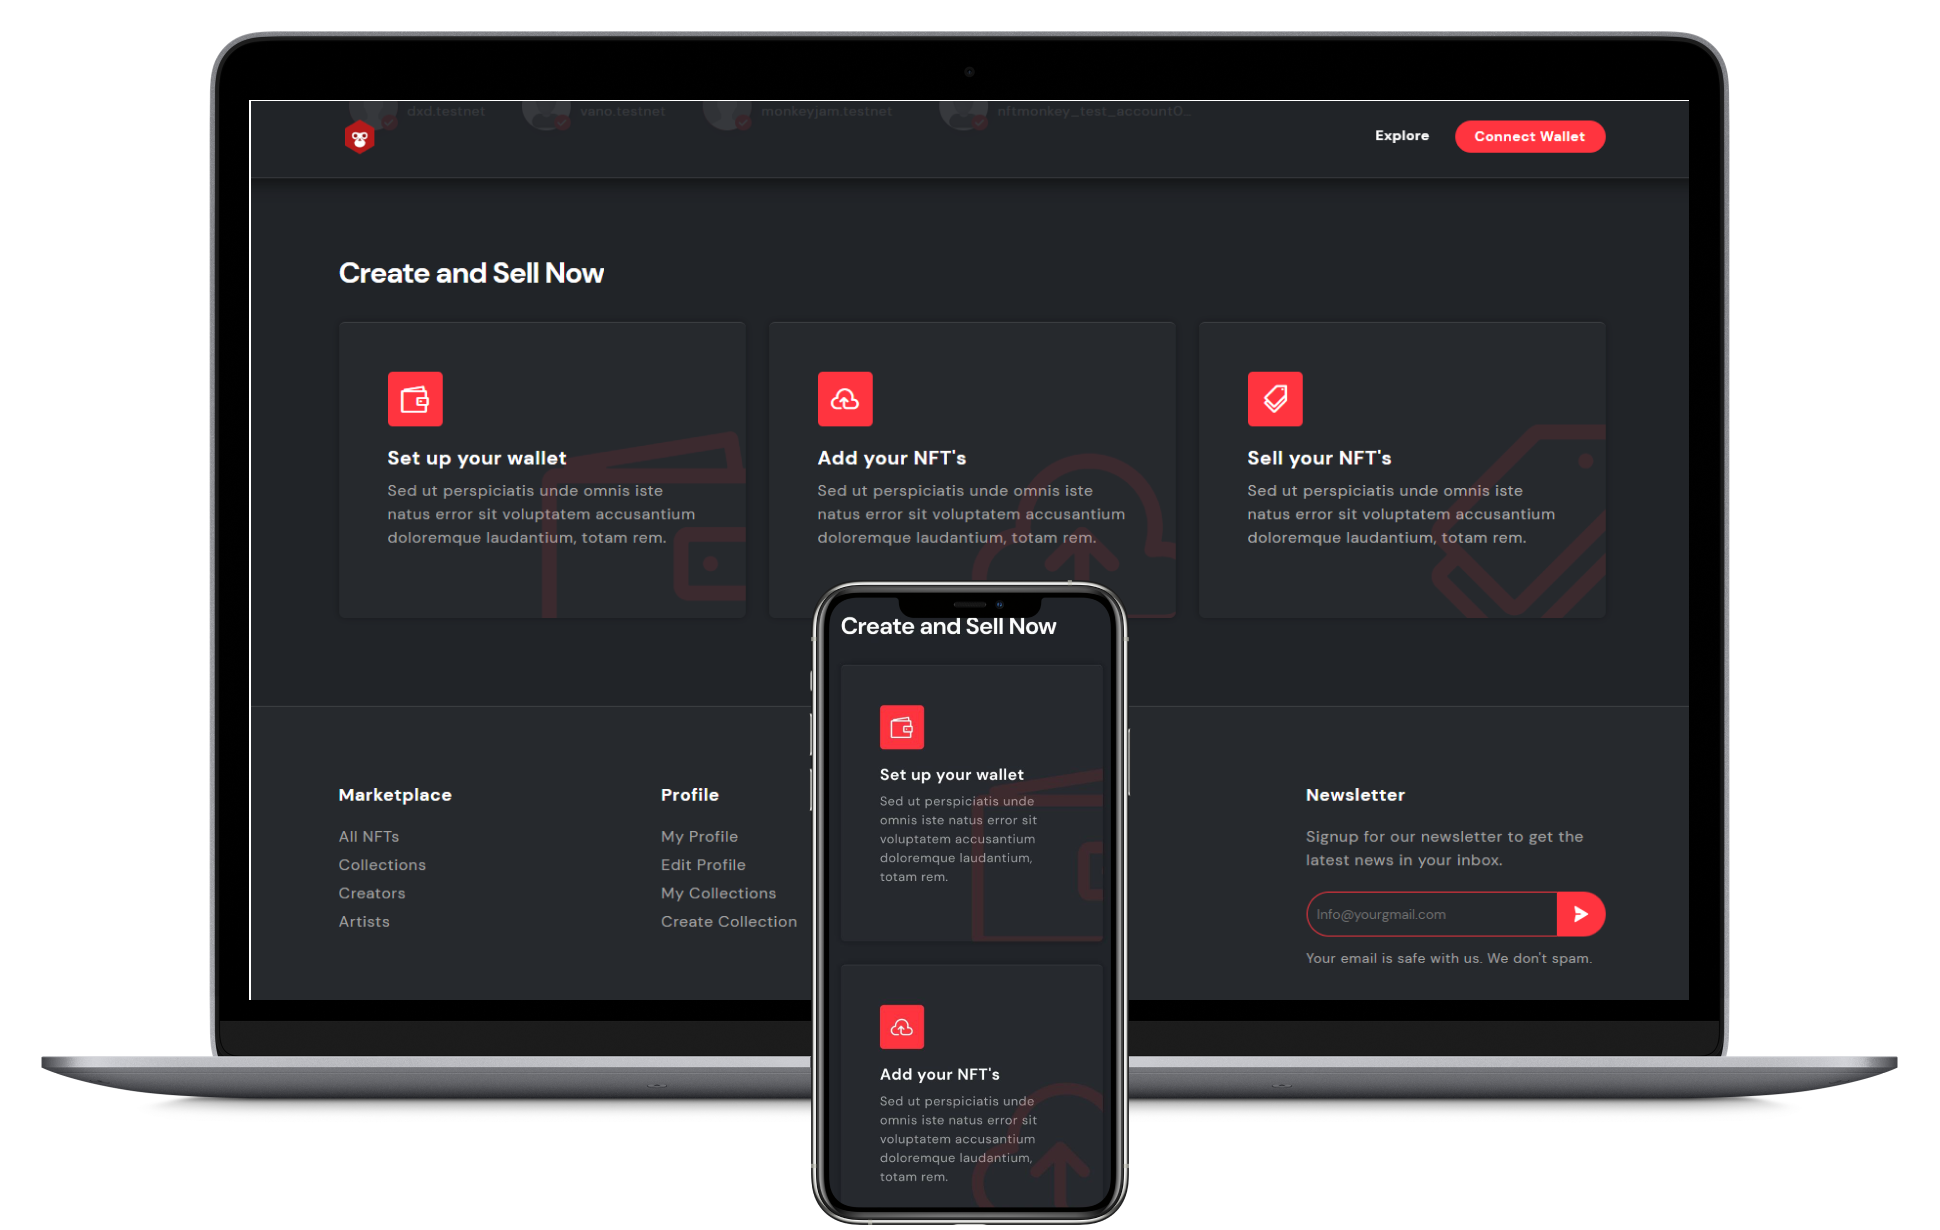 dxd.testnet
vano.testnet
monkeyjam.testnet
nftmonkey_test_account0...
Explore
Connect Wallet
Create and Sell Now
Set up your wallet
Sed ut perspiciatis unde omnis iste
natus error sit voluptatem accusantium
doloremque laudantium, totam rem.
Add your NFT's
Sed ut perspiciatis unde omnis iste
natus error sit voluptatem accusantium
doloremque laudantium, totam rem.
Sell your NFT's
Sed ut perspiciatis unde omnis iste
natus error sit voluptatem accusantium
doloremque laudantium, totam rem.
Marketplace
All NFTs
Collections
Creators
Artists
Profile
My Profile
Edit Profile
My Collections
Create Collection
Newsletter
Signup for our newsletter to get the
latest news in your inbox.
Info@yourgmail.com
Your email is safe with us. We don't spam.
Create and Sell Now
Set up your wallet
Sed ut perspiciatis unde
omnis iste natus error sit
voluptatem accusantium
doloremque laudantium,
totam rem.
Add your NFT's
Sed ut perspiciatis unde
omnis iste natus error sit
voluptatem accusantium
doloremque laudantium,
totam rem.